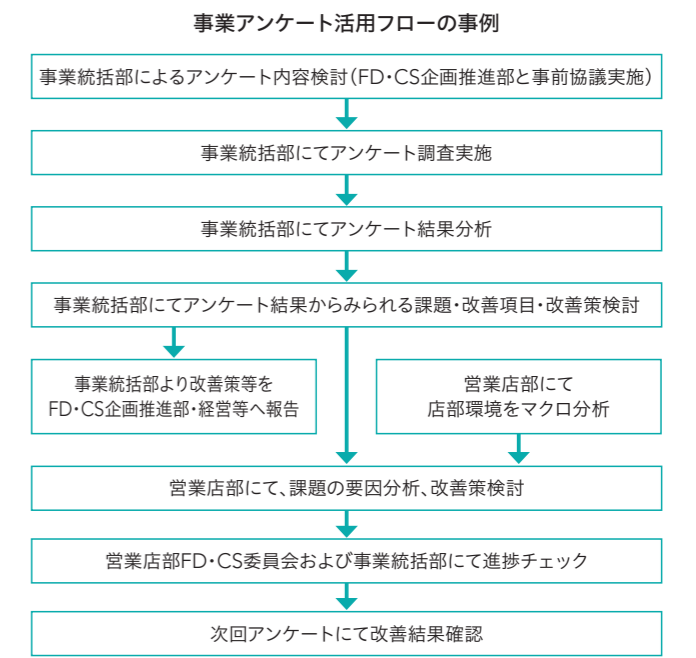 事業アンケート活用フローの事例
事業統括部によるアンケート内容検討（FD・CS企画推進部と事前協議実施）
事業統括部にてアンケート調査実施
事業統括部にてアンケート結果分析
事業統括部にてアンケート結果からみられる課題・改善項目・改善策検討
事業統括部より改善策等を
FD・CS企画推進部・経営等へ報告
営業店部にて
店部環境をマクロ分析
営業店部にて、課題の要因分析、改善策検討
営業店部FD・CS委員会および事業統括部にて進捗チェック
次回アンケートにて改善結果確認